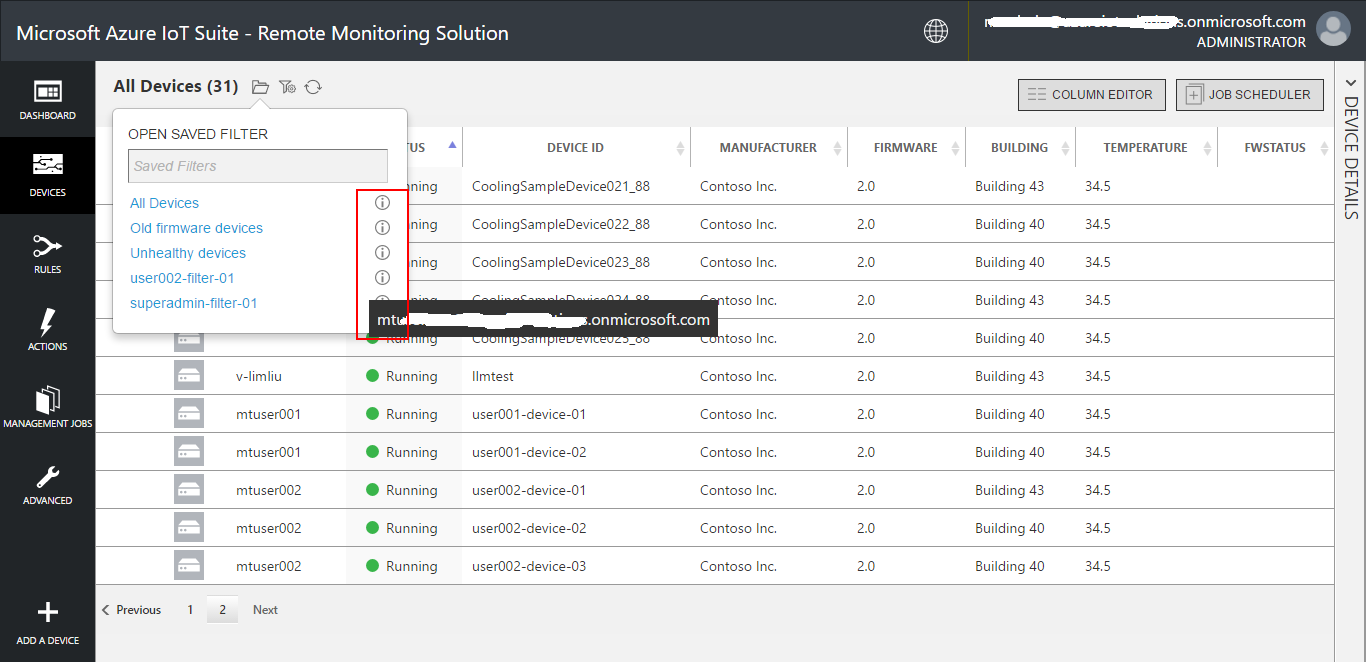 Microsoft Azure IoT Suite - Remote Monitoring Solution
s.onmicrosoft.com
ADMINISTRATOR
DASHBOARD
DEVICES
RULES
ACTIONS
MANAGEMENT JOBS
ADVANCED
ADD A DEVICE
All Devices (31)
COLUMN EDITOR
JOB SCHEDULER
DEVICE DETAILS
OPEN SAVED FILTER
Saved Filters
All Devices
Old firmware devices
Unhealthy devices
user002-filter-01
superadmin-filter-01
.onmicrosoft.com
TUS DEVICE ID MANUFACTURER FIRMWARE BUILDING TEMPERATURE FWSTATUS
ning CoolingSampleDevice021_88 Contoso Inc. 2.0 Building 43 34.5
ning CoolingSampleDevice022_88 Contoso Inc. 2.0 Building 40 34.5
ning CoolingSampleDevice023_88 Contoso Inc. 2.0 Building 40 34.5
ning CoolingSampleDevice024_88 Contoso Inc. 2.0 Building 43 34.5
Running CoolingSampleDevice025_88 Contoso Inc. 2.0 Building 40 34.5
v-limliu Running llmtest Contoso Inc. 2.0 Building 43 34.5
mtuser001 Running user001-device-01 Contoso Inc. 2.0 Building 40 34.5
mtuser001 Running user001-device-02 Contoso Inc. 2.0 Building 40 34.5
mtuser002 Running user002-device-01 Contoso Inc. 2.0 Building 43 34.5
mtuser002 Running user002-device-02 Contoso Inc. 2.0 Building 40 34.5
mtuser002 Running user002-device-03 Contoso Inc. 2.0 Building 40 34.5
Previous 1 2 Next